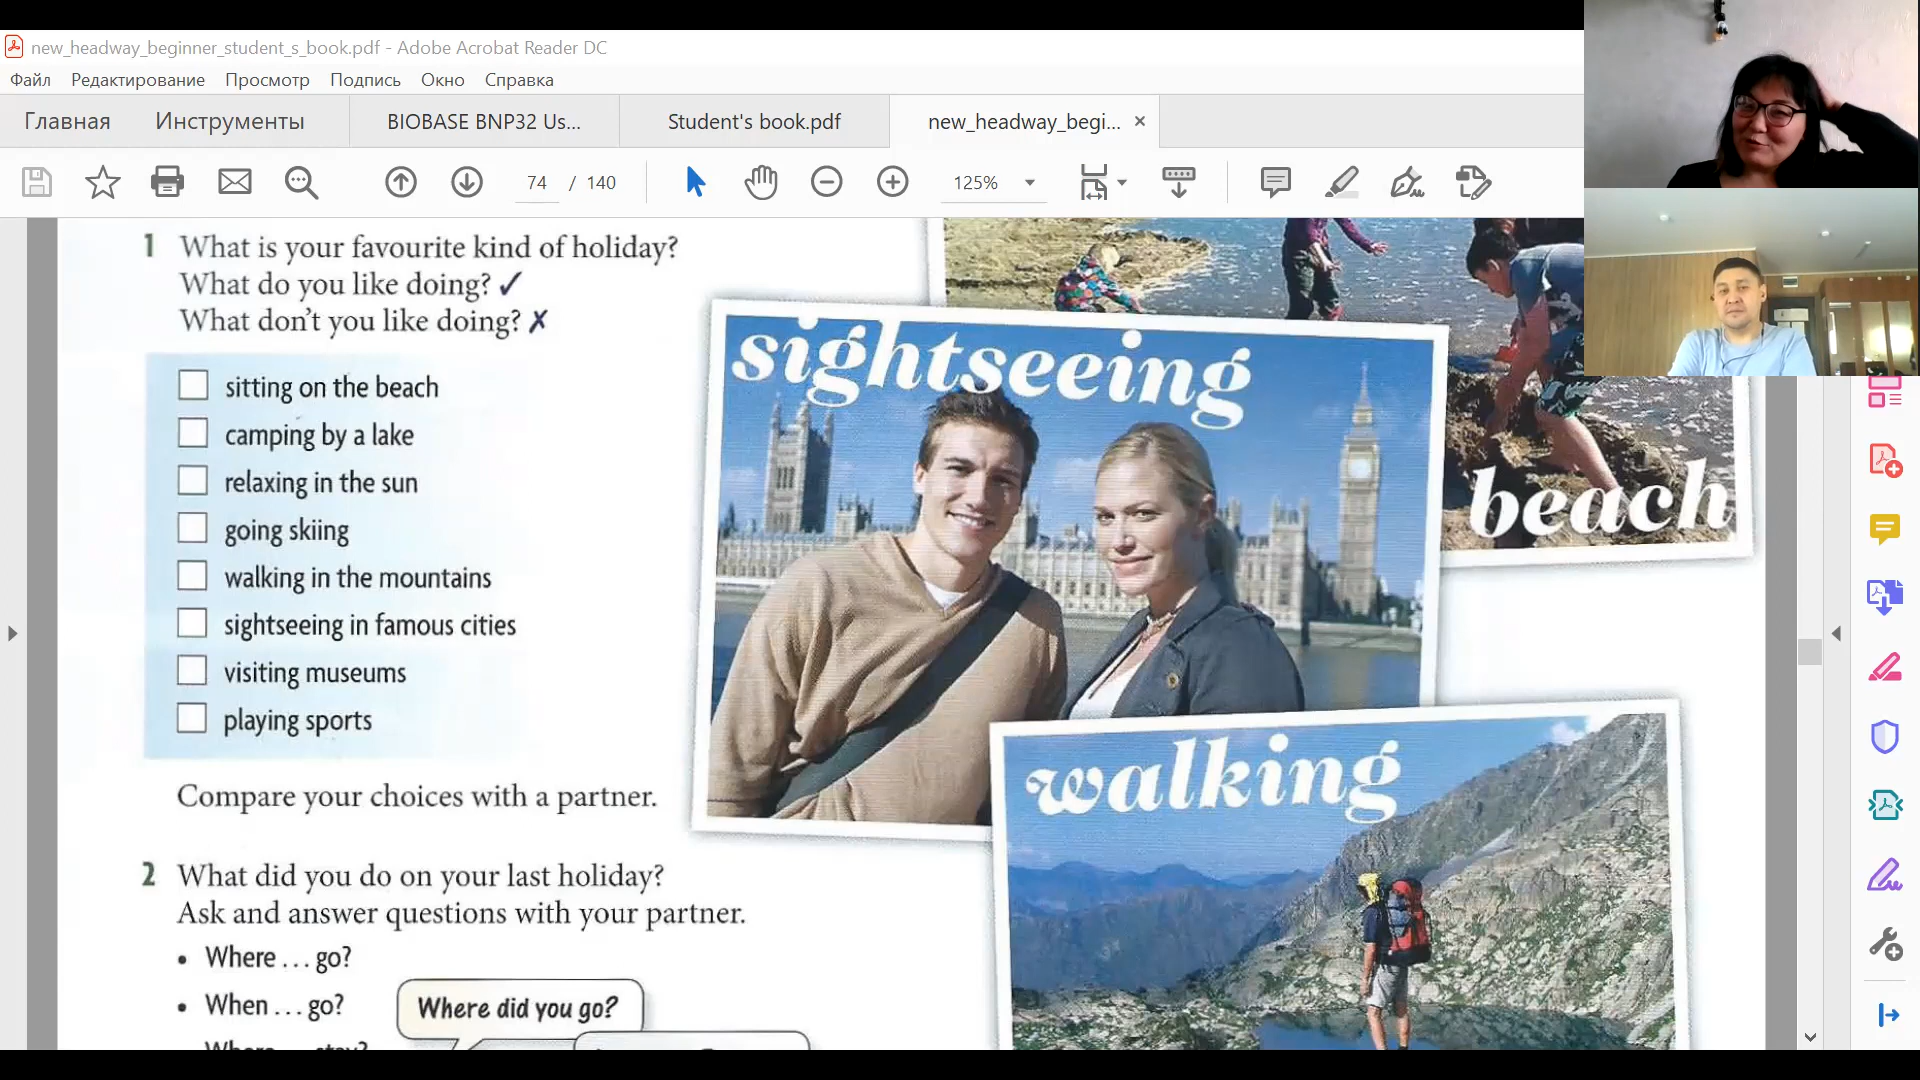 new_headway_beginner_student_s_book.pdf - Adobe Acrobat Reader DC
Файл Редактирование Просмотр Подпись Окно Справка
Главная Инструменты BIOBASE BNP32 Us... Student's book.pdf new_headway_begi... ×
74 / 140 125%
1 What is your favourite kind of holiday?
What do you like doing? ✓
What don't you like doing? ✗
sitting on the beach
camping by a lake
relaxing in the sun
going skiing
walking in the mountains
sightseeing in famous cities
visiting museums
playing sports
Compare your choices with a partner.
2 What did you do on your last holiday?
Ask and answer questions with your partner.
• Where ... go?
• When ... go?
Where ... stay?
Where did you go?
sightseeing
beach
walking